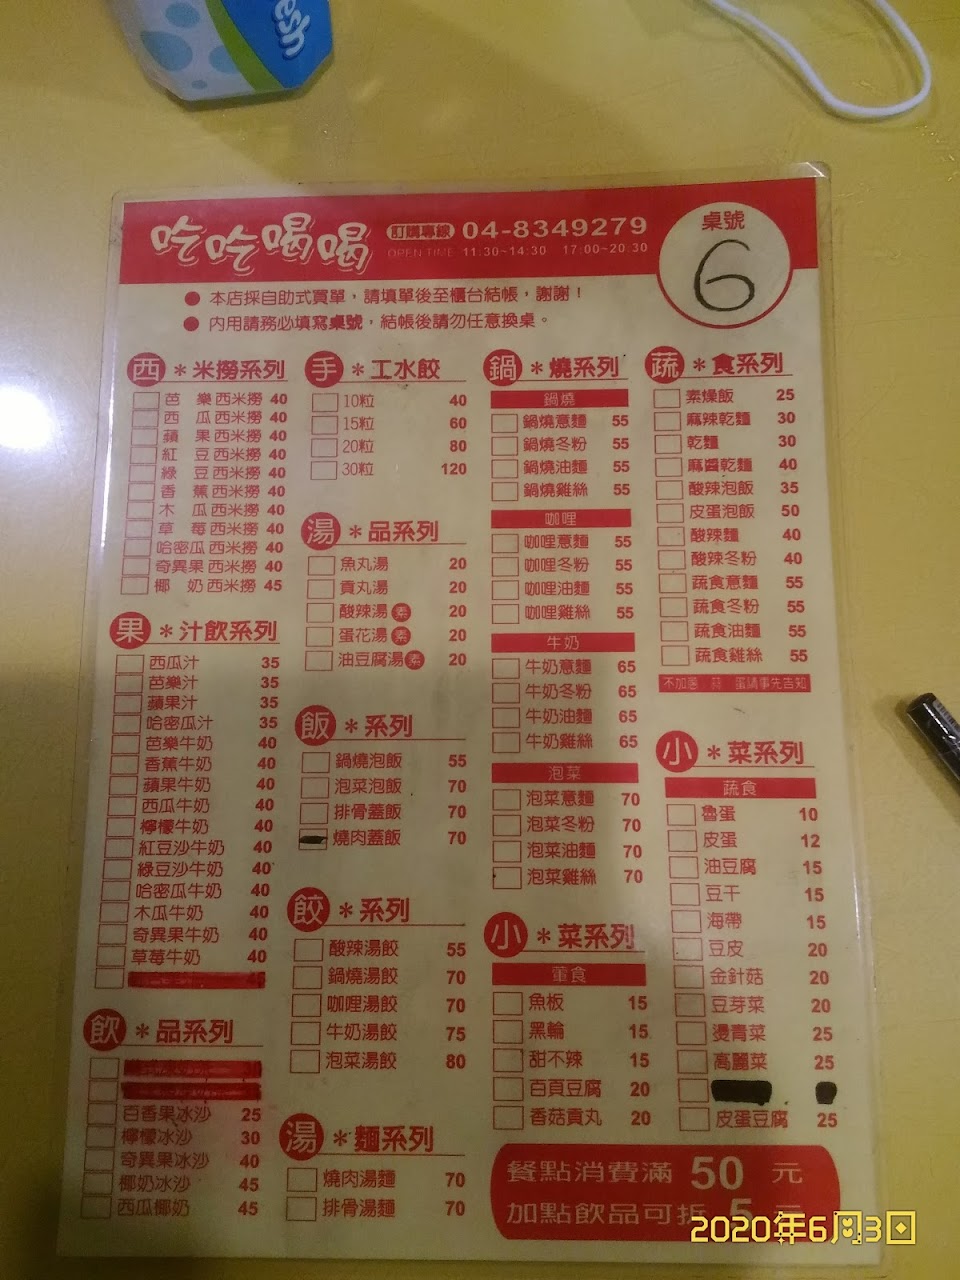 esh
吃吃喝喝
訂購專線 04-8349279
OPEN TIME 11:30~14:30 17:00~20:30
桌號
6
● 本店採自助式買單，請填單後至櫃台結帳，謝謝！
● 內用請務必填寫桌號，結帳後請勿任意換桌。
西＊米撈系列
芭 樂西米撈 40
西 瓜西米撈 40
蘋 果西米撈 40
紅 豆西米撈 40
綠 豆西米撈 40
香 蕉西米撈 40
木 瓜西米撈 40
草 莓西米撈 40
哈密瓜西米撈 40
奇異果西米撈 40
椰 奶西米撈 45
果＊汁飲系列
西瓜汁 35
芭樂汁 35
蘋果汁 35
哈密瓜汁 35
芭樂牛奶 40
香蕉牛奶 40
蘋果牛奶 40
西瓜牛奶 40
檸檬牛奶 40
紅豆沙牛奶 40
綠豆沙牛奶 40
哈密瓜牛奶 40
木瓜牛奶 40
奇異果牛奶 40
草莓牛奶 40
飲＊品系列
百香果冰沙 25
檸檬冰沙 30
奇異果冰沙 40
椰奶冰沙 45
西瓜椰奶 45
手＊工水餃
10粒 40
15粒 60
20粒 80
30粒 120
湯＊品系列
魚丸湯 20
貢丸湯 20
酸辣湯素 20
蛋花湯素 20
油豆腐湯素 20
飯＊系列
鍋燒泡飯 55
泡菜泡飯 70
排骨蓋飯 70
燒肉蓋飯 70
餃＊系列
酸辣湯餃 55
鍋燒湯餃 70
咖哩湯餃 70
牛奶湯餃 75
泡菜湯餃 80
湯＊麵系列
燒肉湯麵 70
排骨湯麵 70
鍋＊燒系列
鍋燒
鍋燒意麵 55
鍋燒冬粉 55
鍋燒油麵 55
鍋燒雞絲 55
咖哩
咖哩意麵 55
咖哩冬粉 55
咖哩油麵 55
咖哩雞絲 55
牛奶
牛奶意麵 65
牛奶冬粉 65
牛奶油麵 65
牛奶雞絲 65
泡菜
泡菜意麵 70
泡菜冬粉 70
泡菜油麵 70
泡菜雞絲 70
小＊菜系列
葷食
魚板 15
黑輪 15
甜不辣 15
百頁豆腐 20
香菇貢丸 20
蔬＊食系列
素燥飯 25
麻辣乾麵 30
乾麵 30
麻醬乾麵 40
酸辣泡飯 35
皮蛋泡飯 50
酸辣麵 40
酸辣冬粉 40
蔬食意麵 55
蔬食冬粉 55
蔬食油麵 55
蔬食雞絲 55
不加蔥 蒜 蛋請事先告知
小＊菜系列
蔬食
魯蛋 10
皮蛋 12
油豆腐 15
豆干 15
海帶 15
豆皮 20
金針菇 20
豆芽菜 20
燙青菜 25
高麗菜 25
皮蛋豆腐 25
餐點消費滿 50 元
加點飲品可折 5 元
2020年6月3日